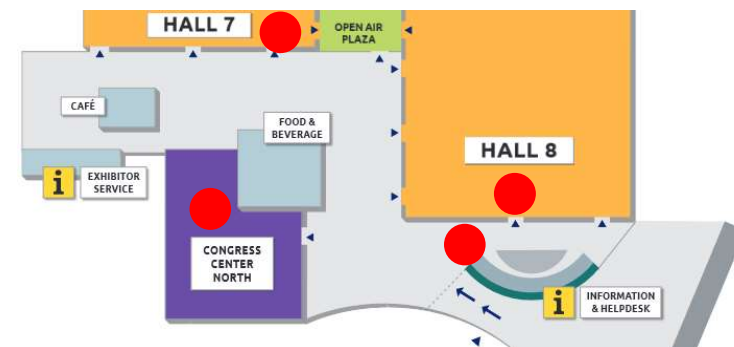 HALL 7
OPEN AIR
PLAZA
CAFÉ
FOOD &
BEVERAGE
HALL 8
i
EXHIBITOR
SERVICE
CONGRESS
CENTER
NORTH
i
INFORMATION
& HELPDESK